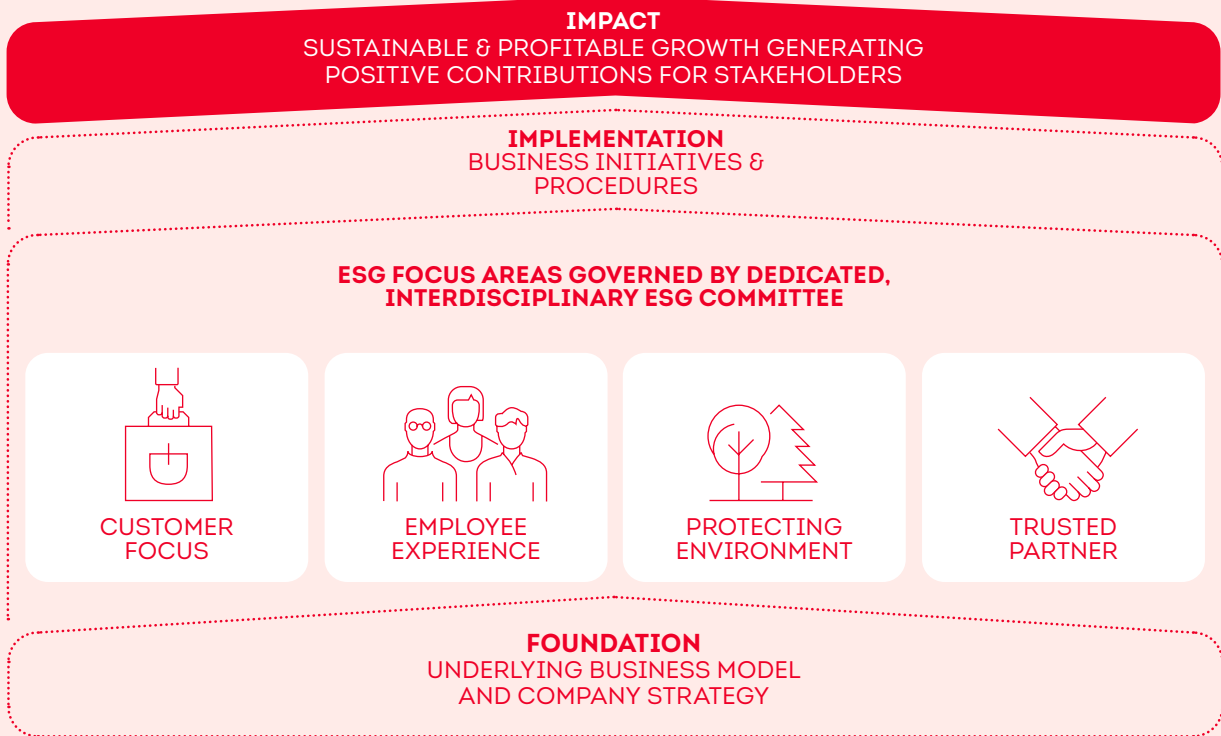 IMPACT
SUSTAINABLE & PROFITABLE GROWTH GENERATING
POSITIVE CONTRIBUTIONS FOR STAKEHOLDERS
IMPLEMENTATION
BUSINESS INITIATIVES &
PROCEDURES
ESG FOCUS AREAS GOVERNED BY DEDICATED,
INTERDISCIPLINARY ESG COMMITTEE
CUSTOMER
FOCUS
EMPLOYEE
EXPERIENCE
PROTECTING
ENVIRONMENT
TRUSTED
PARTNER
FOUNDATION
UNDERLYING BUSINESS MODEL
AND COMPANY STRATEGY